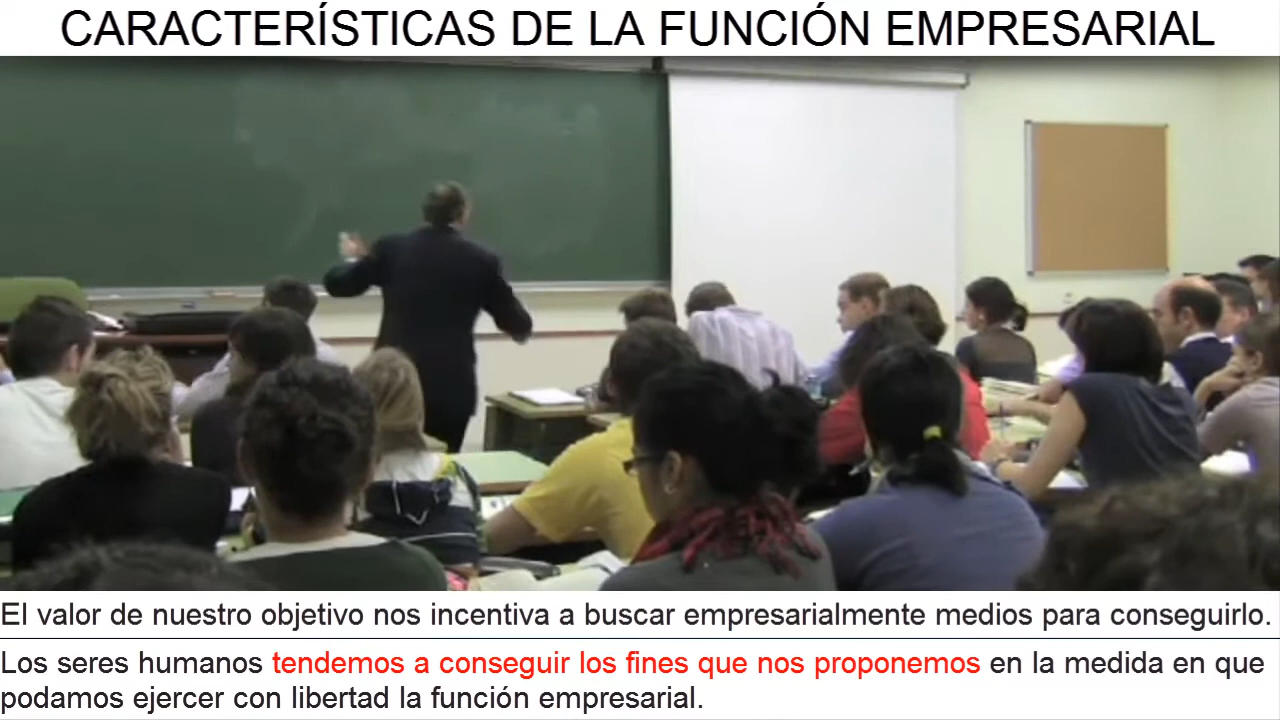 CARACTERÍSTICAS DE LA FUNCIÓN EMPRESARIAL
El valor de nuestro objetivo nos incentiva a buscar empresarialmente medios para conseguirlo.
Los seres humanos tendemos a conseguir los fines que nos proponemos en la medida en que
podamos ejercer con libertad la función empresarial.